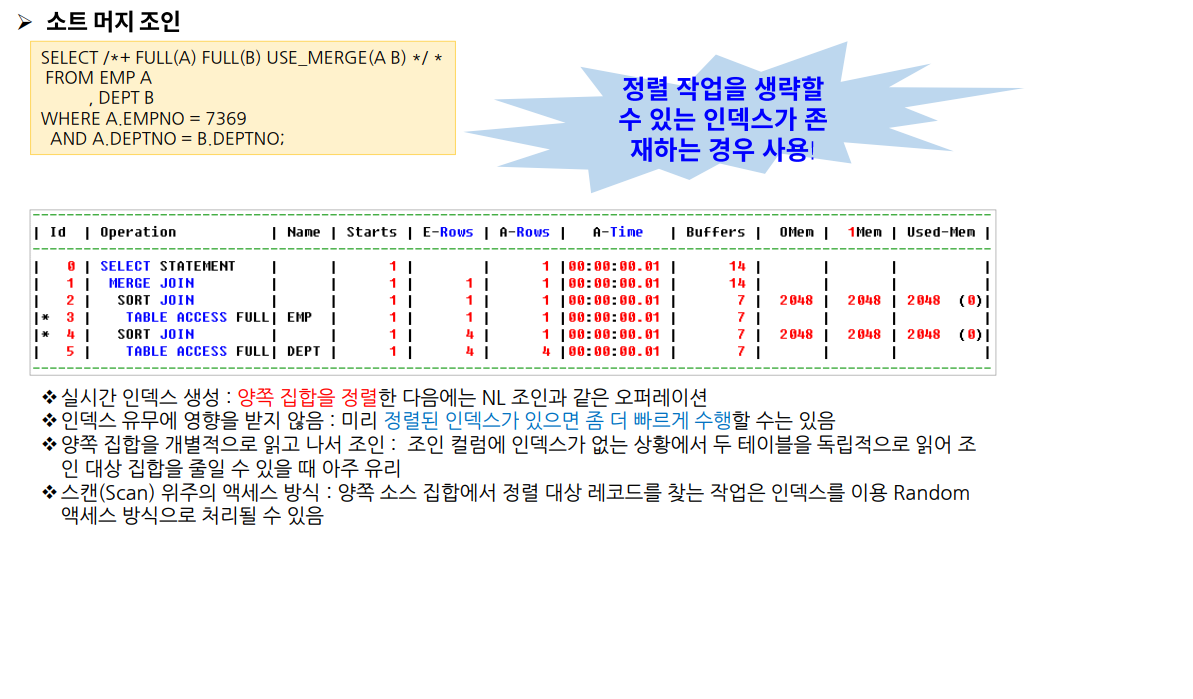 ➢ 소트 머지 조인
SELECT /*+ FULL(A) FULL(B) USE_MERGE(A B) */ *
FROM EMP A
, DEPT B
WHERE A.EMPNO = 7369
AND A.DEPTNO = B.DEPTNO;
정렬 작업을 생략할
수 있는 인덱스가 존
재하는 경우 사용!
| Id | Operation | Name | Starts | E-Rows | A-Rows | A-Time | Buffers | 0Mem | 1Mem | Used-Mem |
| 0 | SELECT STATEMENT | | 1 | | 1 |00:00:00.01 | 14 | | | |
| 1 | MERGE JOIN | | 1 | 1 | 1 |00:00:00.01 | 14 | | | |
| 2 | SORT JOIN | | 1 | 1 | 1 |00:00:00.01 | 7 | 2048 | 2048 | 2048 (0)|
|* 3 | TABLE ACCESS FULL| EMP | 1 | 1 | 1 |00:00:00.01 | 7 | | | |
|* 4 | SORT JOIN | | 1 | 4 | 1 |00:00:00.01 | 7 | 2048 | 2048 | 2048 (0)|
| 5 | TABLE ACCESS FULL| DEPT | 1 | 4 | 4 |00:00:00.01 | 7 | | | |
❖ 실시간 인덱스 생성 : 양쪽 집합을 정렬한 다음에는 NL 조인과 같은 오퍼레이션
❖ 인덱스 유무에 영향을 받지 않음 : 미리 정렬된 인덱스가 있으면 좀 더 빠르게 수행할 수는 있음
❖ 양쪽 집합을 개별적으로 읽고 나서 조인 : 조인 컬럼에 인덱스가 없는 상황에서 두 테이블을 독립적으로 읽어 조
인 대상 집합을 줄일 수 있을 때 아주 유리
❖ 스캔(Scan) 위주의 액세스 방식 : 양쪽 소스 집합에서 정렬 대상 레코드를 찾는 작업은 인덱스를 이용 Random
액세스 방식으로 처리될 수 있음